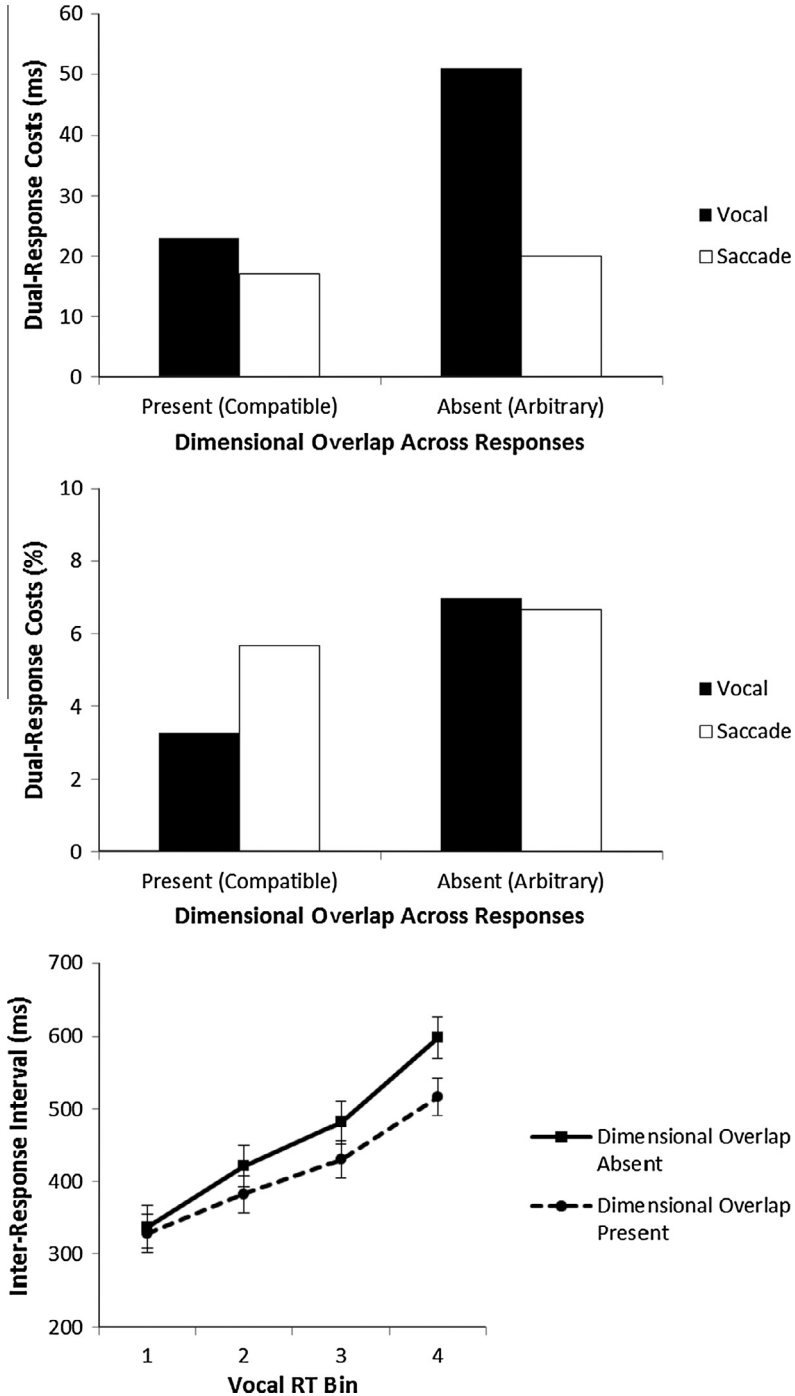 60
50
40
30
20
10
0
Dual-Response Costs (ms)
Present (Compatible) Absent (Arbitrary)
Dimensional Overlap Across Responses
Vocal
Saccade
10
8
6
4
2
0
Dual-Response Costs (%)
Present (Compatible) Absent (Arbitrary)
Dimensional Overlap Across Responses
Vocal
Saccade
700
600
500
400
300
200
Inter-Response Interval (ms)
1 2 3 4
Vocal RT Bin
Dimensional Overlap
Absent
Dimensional Overlap
Present